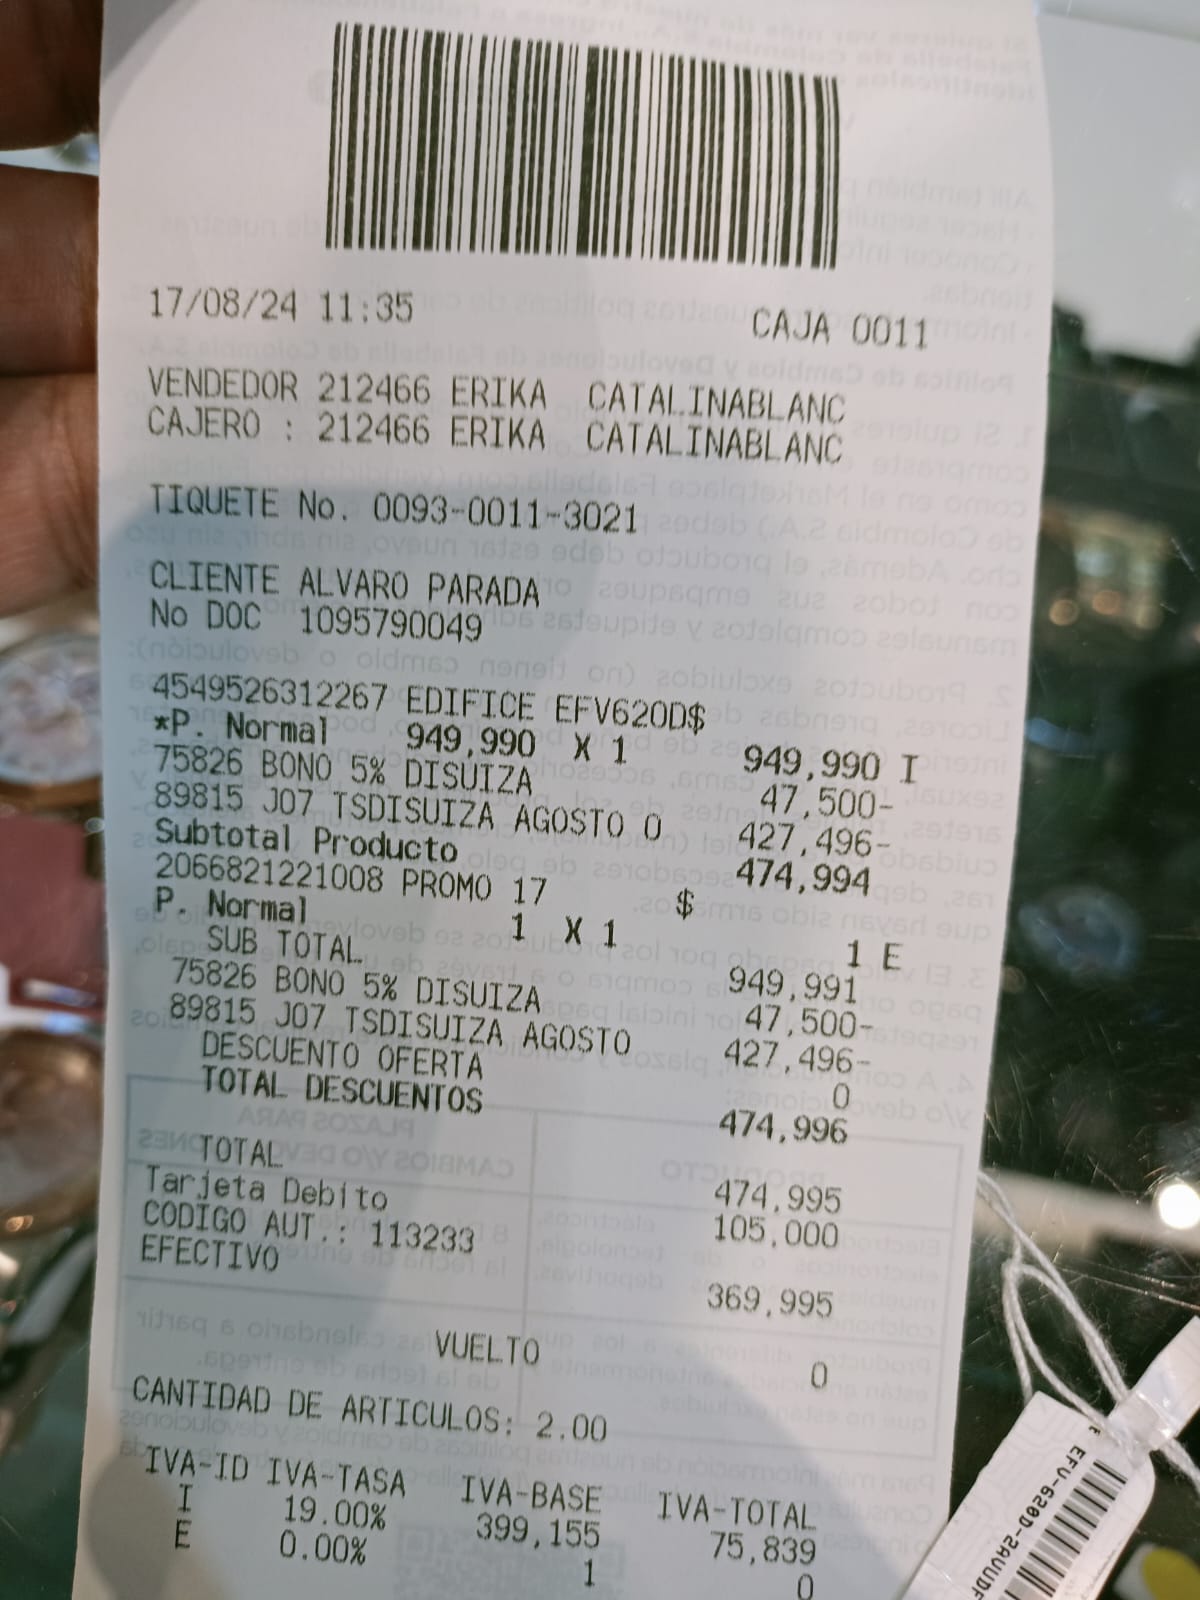 17/08/24 11:35 CAJA 0011
VENDEDOR 212466 ERIKA CATALINABLANC
CAJERO : 212466 ERIKA CATALINABLANC
TIQUETE No. 0093-0011-3021
CLIENTE ALVARO PARADA
No DOC 1095790049
4549526312267 EDIFICE EFV620D$
*P. Normal 949,990 X 1 949,990 I
75826 BONO 5% DISUIZA 47,500-
89815 J07 TSDISUIZA AGOSTO 0 427,496-
Subtotal Producto 474,994
2066821221008 PROMO 17 $
P. Normal 1 X 1 1 E
SUB TOTAL 949,991
75826 BONO 5% DISUIZA 47,500-
89815 J07 TSDISUIZA AGOSTO 427,496-
DESCUENTO OFERTA 0
TOTAL DESCUENTOS 474,996
TOTAL 474,995
Tarjeta Debito 105,000
CODIGO AUT.: 113233
EFECTIVO 369,995
VUELTO 0
CANTIDAD DE ARTICULOS: 2.00
IVA-ID IVA-TASA IVA-BASE IVA-TOTAL
I 19.00% 399,155 75,839
E 0.00% 1 0